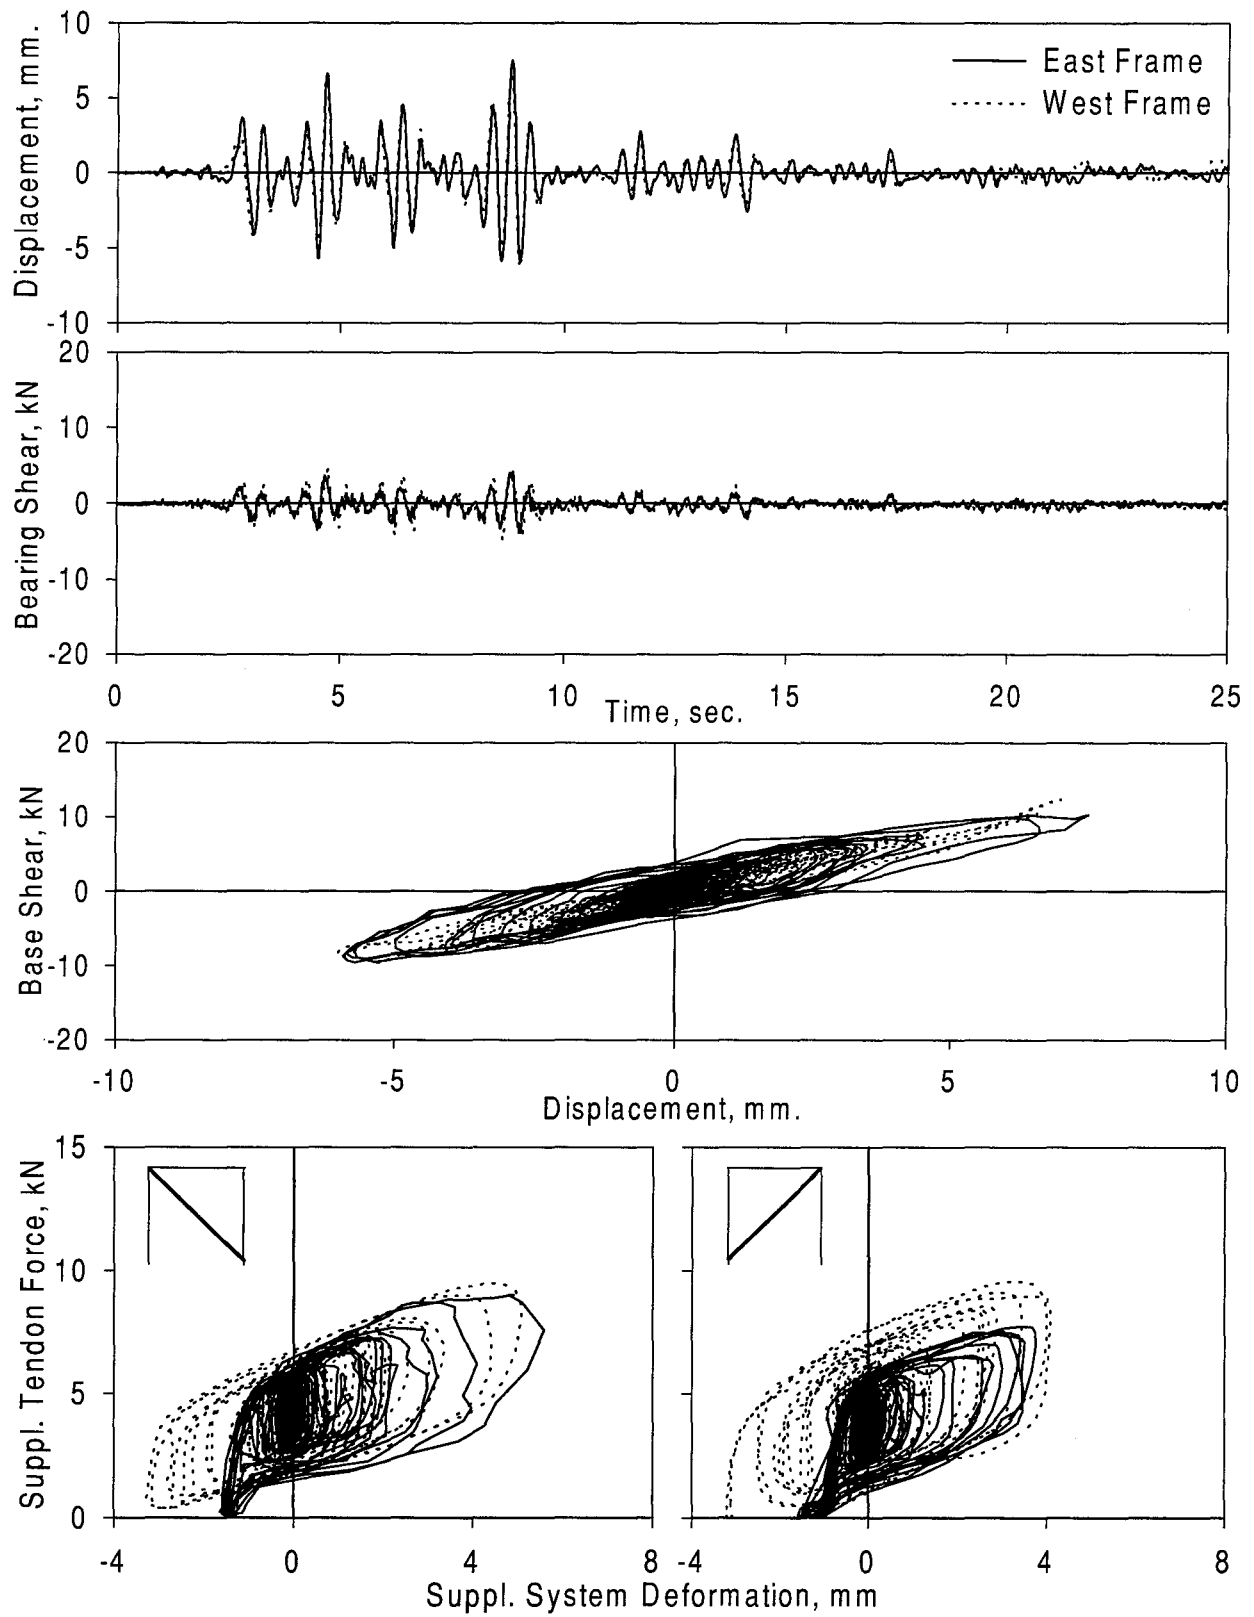 10
5
0
-5
-10
Displacement, mm.
East Frame
West Frame
20
10
0
-10
-20
Bearing Shear, kN
0 5 10 15 20 25
Time, sec.
20
10
0
-10
-20
Base Shear, kN
-10 -5 0 5 10
Displacement, mm.
15
10
5
0
Suppl. Tendon Force, kN
-4 0 4 8 -4 0 4 8
Suppl. System Deformation, mm